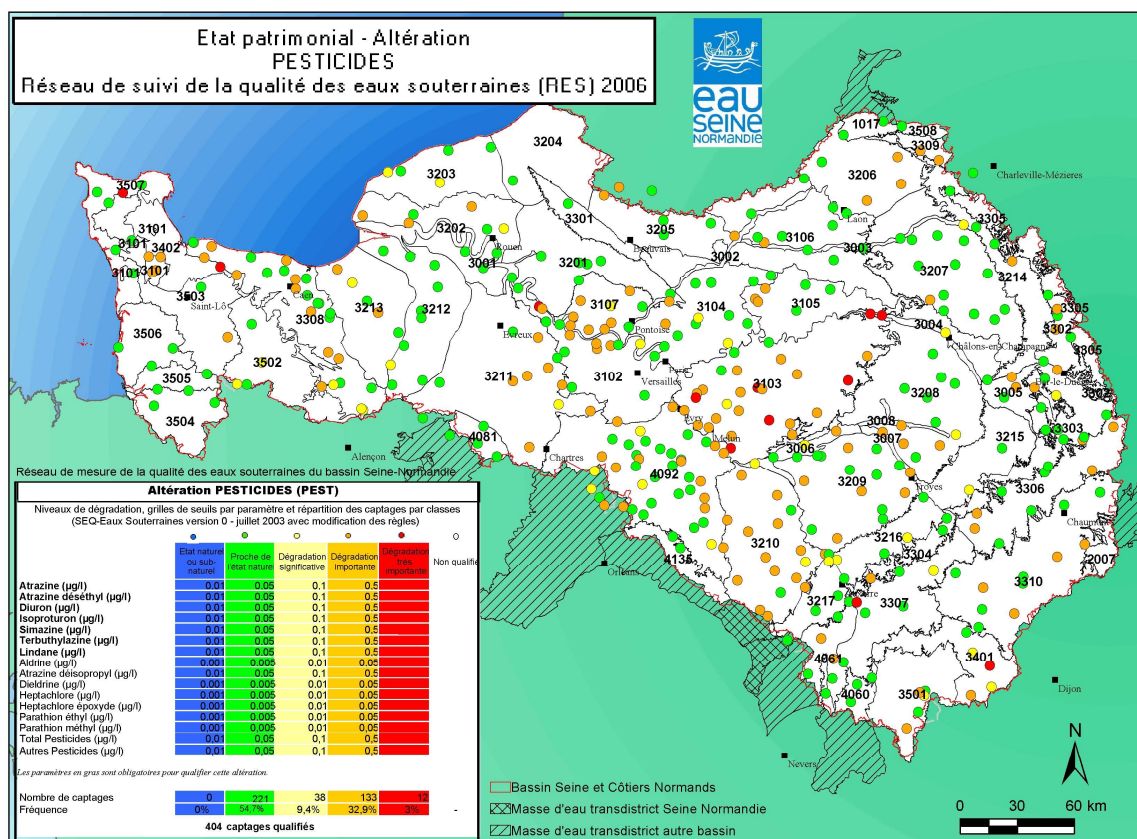 Etat patrimonial - Altération
PESTICIDES
Réseau de suivi de la qualité des eaux souterraines (RES) 2006
eau
SEINE
NORMANDIE
1017
3508
3309
3204
Charleville-Mézieres
3507
3203
3206
Laon
3305
3301
3205
3101
3202
Rouen
Beauvais
3106
3003
3101
3402
3001
3201
3002
3207
3214
3101
3101
Saint-Lô
3503
Caen
3308
3213
3212
3107
3104
3105
3004
3305
3302
Pontoise
Evreux
Châlons-en-Champagne
3305
3506
3502
3211
3102
Paris
Versailles
3103
3505
3208
3005
Bar-le-Duc
3302
3504
Evry
3008
3007
3303
4081
Melun
3006
3215
Alençon
Chartres
4092
3209
Troyes
3306
Chaumont
3210
3216
3304
2007
4135
Orléans
3310
Auxerre
3217
3307
4061
3401
4060
3501
Dijon
Nevers
Réseau de mesure de la qualité des eaux souterraines du bassin Seine-Normandie
Altération PESTICIDES (PEST)
Niveaux de dégradation, grilles de seuils par paramètre et répartition des captages par classes
(SEQ-Eaux Souterraines version 0 - juillet 2003 avec modification des règles)
Etat naturel ou sub-naturel Proche de l'état naturel Dégradation significative Dégradation importante Dégradation très importante Non qualifié
Atrazine (µg/l) 0.01 0.05 0,1 0.5
Atrazine déséthyl (µg/l) 0.01 0.05 0.1 0.5
Diuron (µg/l) 0.01 0.05 0.1 0.5
Isoproturon (µg/l) 0.01 0.05 0.1 0.5
Simazine (µg/l) 0.01 0.05 0.1 0.5
Terbuthylazine (µg/l) 0.01 0.05 0.1 0.5
Lindane (µg/l) 0.01 0.05 0.1 0.5
Aldrine (µg/l) 0.001 0.005 0.01 0.05
Atrazine déisopropyl (µg/l) 0.01 0.05 0.1 0.5
Dieldrine (µg/l) 0.001 0.005 0.01 0.05
Heptachlore (µg/l) 0.001 0.005 0.01 0.05
Heptachlore époxyde (µg/l) 0.001 0.005 0.01 0.05
Parathion éthyl (µg/l) 0.001 0.005 0.01 0.05
Parathion méthyl (µg/l) 0.001 0.005 0.01 0.05
Total Pesticides (µg/l) 0.01 0,05 0,1 0,5
Autres Pesticides (µg/l) 0,01 0,05 0,1 0,5
Les paramètres en gras sont obligatoires pour qualifier cette altération.
Nombre de captages 0 221 38 133 12
Fréquence 0% 54,7% 9,4% 32,9% 3% -
404 captages qualifiés
Bassin Seine et Côtiers Normands
Masse d'eau transdistrict Seine Normandie
Masse d'eau transdistrict autre bassin
N
0 30 60 km